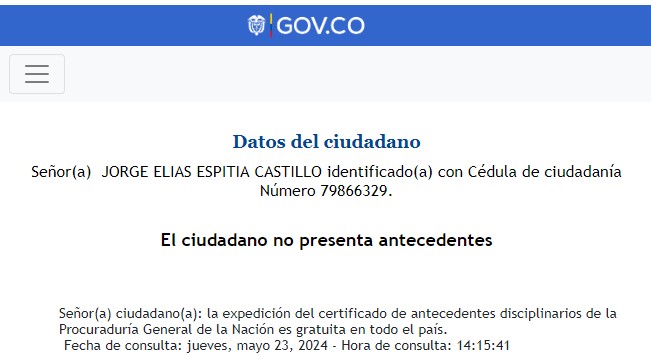 GOV.CO
Datos del ciudadano
Señor(a) JORGE ELIAS ESPITIA CASTILLO identificado(a) con Cédula de ciudadanía
Número 79866329.
El ciudadano no presenta antecedentes
Señor(a) ciudadano(a): la expedición del certificado de antecedentes disciplinarios de la
Procuraduría General de la Nación es gratuita en todo el país.
Fecha de consulta: jueves, mayo 23, 2024 - Hora de consulta: 14:15:41